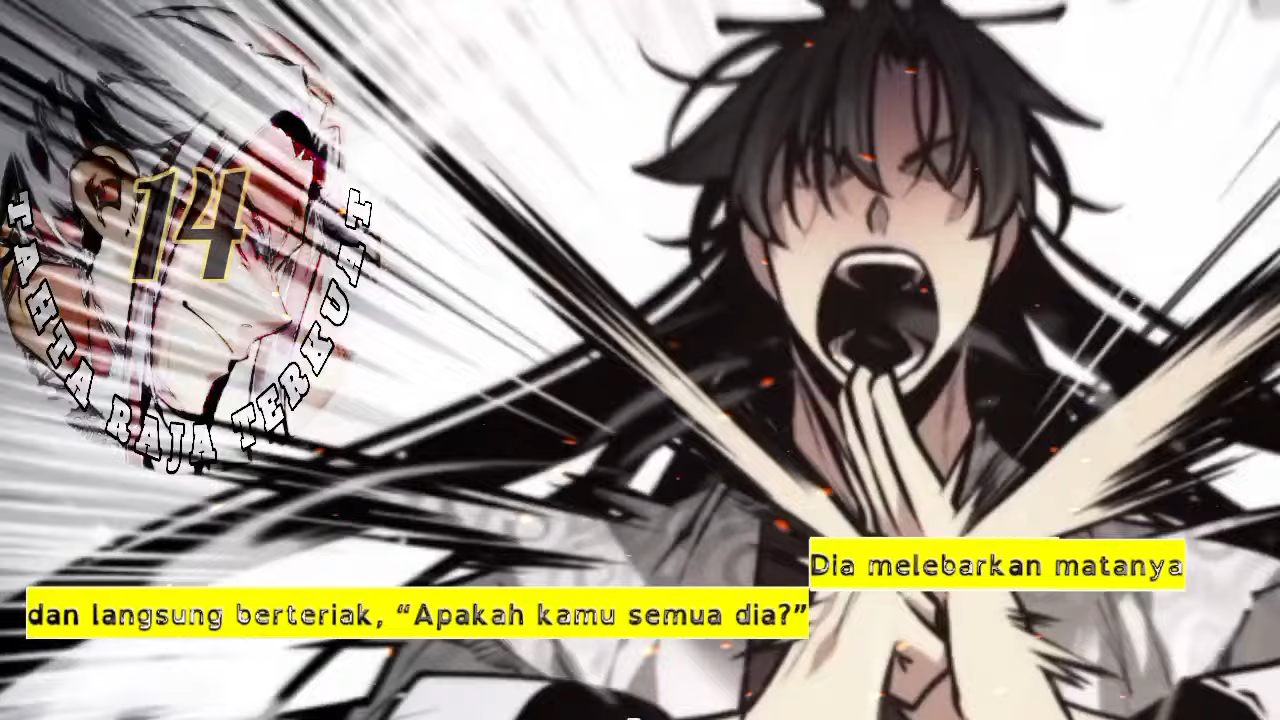 14
TAHTA RAJA TERKUAT
Dia melebarkan matanya
dan langsung berteriak, “Apakah kamu semua dia?”